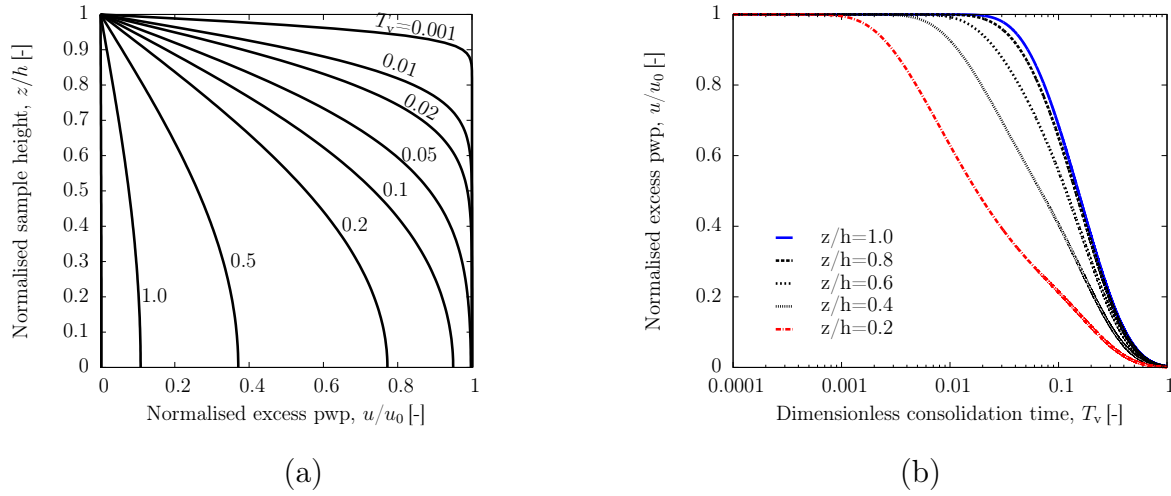 1
0.9
0.8
0.7
0.6
0.5
0.4
0.3
0.2
0.1
0
Normalised sample height, z/h [-]
T_v=0.001
0.01
0.02
0.05
0.1
0.2
0.5
1.0
0 0.2 0.4 0.6 0.8 1
Normalised excess pwp, u/u_0 [-]
(a)
1
0.8
0.6
0.4
0.2
0
Normalised excess pwp, u/u_0 [-]
z/h=1.0
z/h=0.8
z/h=0.6
z/h=0.4
z/h=0.2
0.0001 0.001 0.01 0.1 1
Dimensionless consolidation time, T_v [-]
(b)